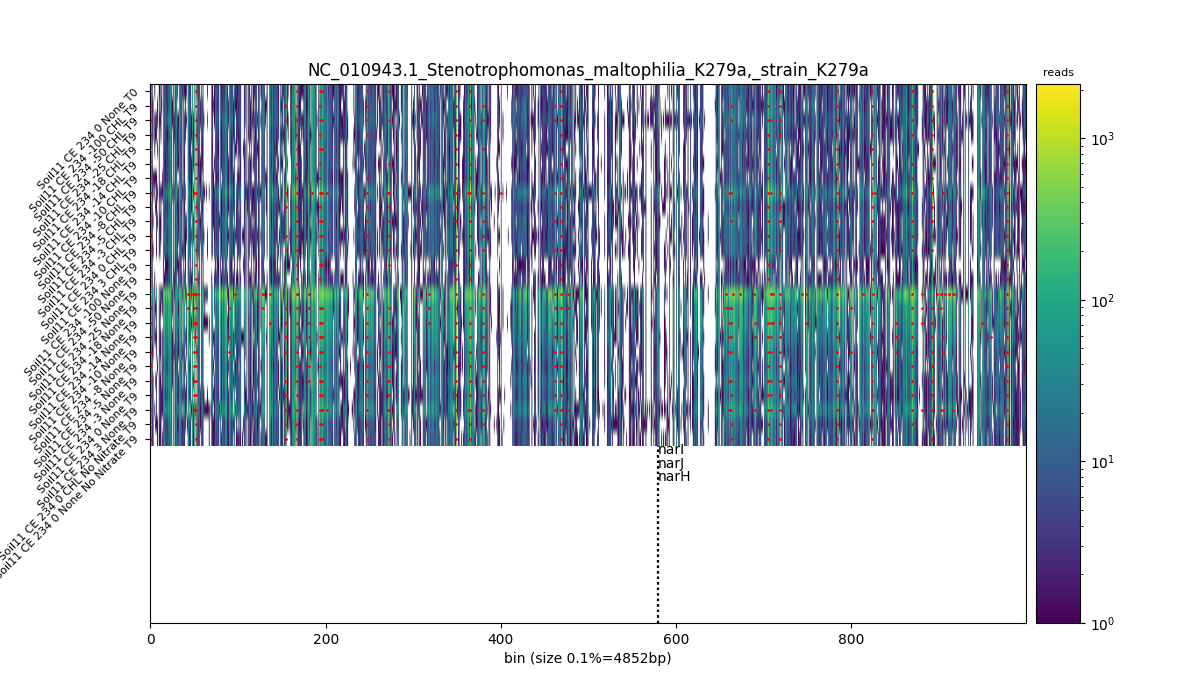 NC_010943.1_Stenotrophomonas_maltophilia_K279a,_strain_K279a
reads
Soil11 CE 234 0 None T0
Soil11 CE 234 -100 CHL T9
Soil11 CE 234 -50 CHL T9
Soil11 CE 234 -25 CHL T9
Soil11 CE 234 -18 CHL T9
Soil11 CE 234 -14 CHL T9
Soil11 CE 234 -10 CHL T9
Soil11 CE 234 -8 CHL T9
Soil11 CE 234 -5 CHL T9
Soil11 CE 234 -3 CHL T9
Soil11 CE 234 0 CHL T9
Soil11 CE 234 3 CHL T9
Soil11 CE 234 -100 None T9
Soil11 CE 234 -50 None T9
Soil11 CE 234 -25 None T9
Soil11 CE 234 -18 None T9
Soil11 CE 234 -14 None T9
Soil11 CE 234 -10 None T9
Soil11 CE 234 -8 None T9
Soil11 CE 234 -5 None T9
Soil11 CE 234 -3 None T9
Soil11 CE 234 0 None T9
Soil11 CE 234 3 None T9
Soil11 CE 234 0 CHL No Nitrate T9
Soil11 CE 234 0 None No Nitrate T9
narI
narJ
narH
10³
10²
10¹
10⁰
0 200 400 600 800
bin (size 0.1%=4852bp)